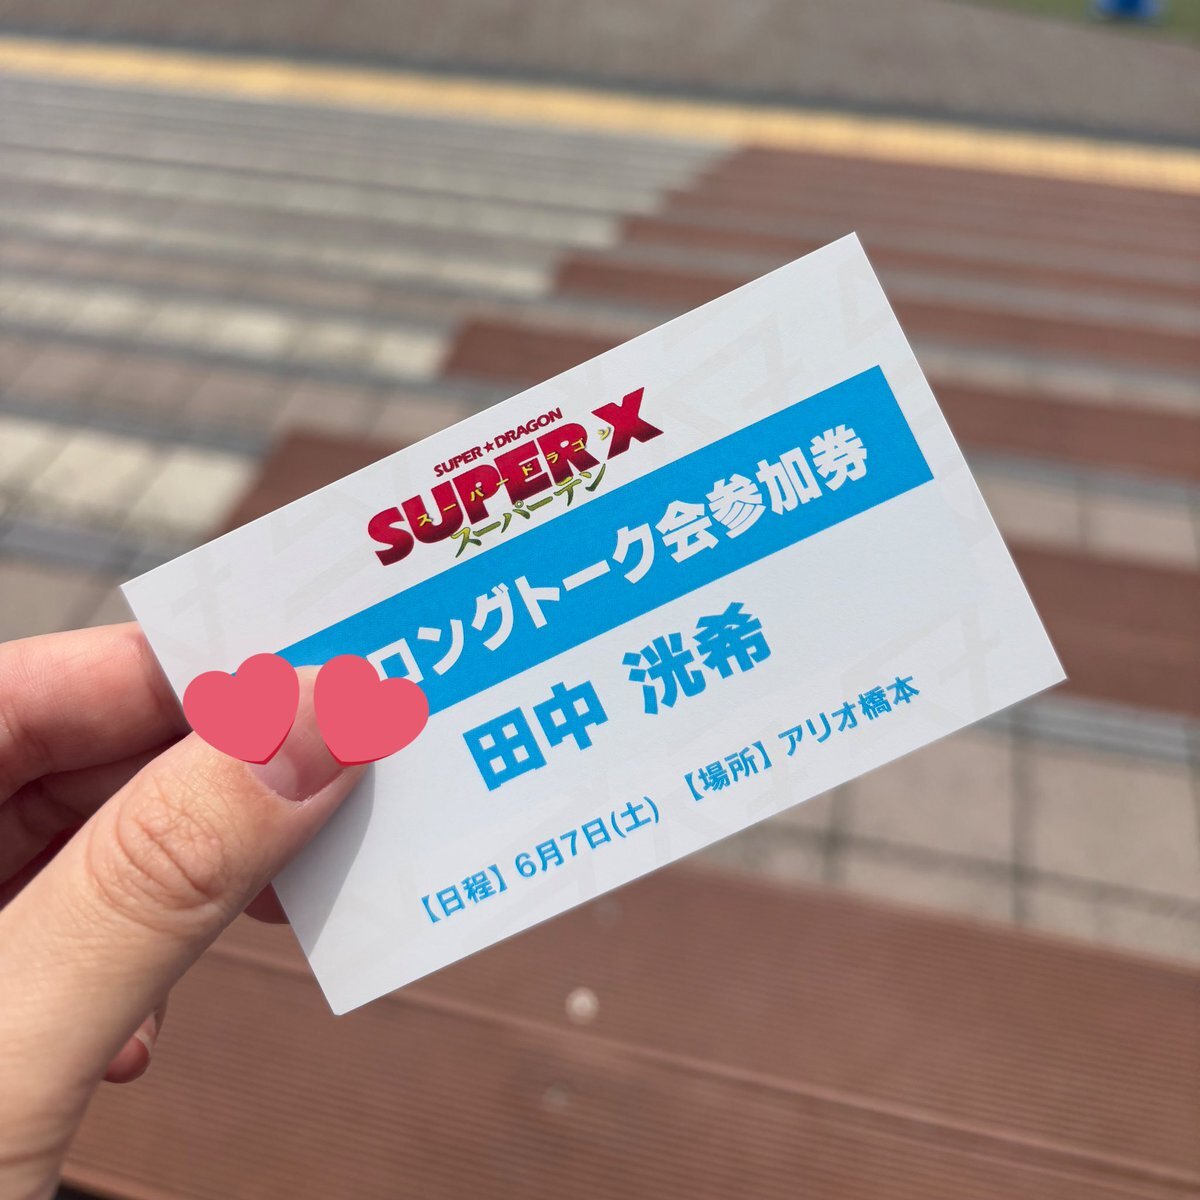 SUPER★DRAGON
SUPER X
スーパードラゴン
スーパーテン
ロングトーク会参加券
田中 洸希
【日程】6月7日(土) 【場所】アリオ橋本